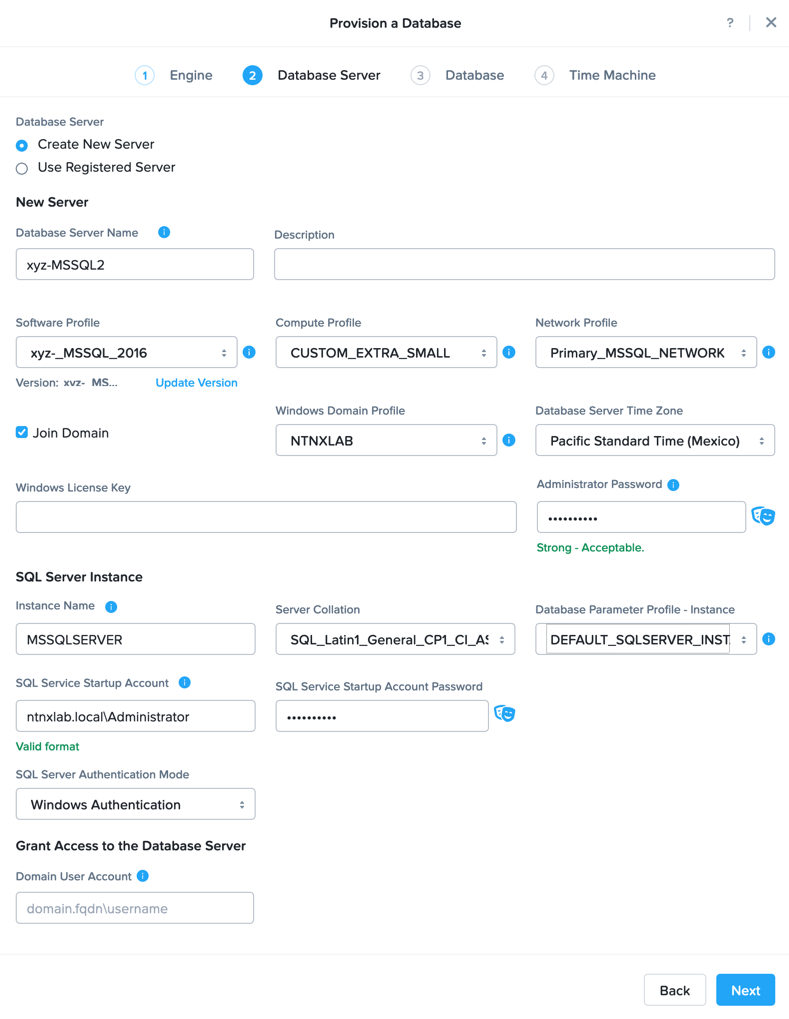 Provision a Database
?
1 Engine 2 Database Server 3 Database 4 Time Machine
Database Server
Create New Server
Use Registered Server
New Server
Database Server Name
Description
xyz-MSSQL2
Software Profile
Compute Profile
Network Profile
xyz-_MSSQL_2016
CUSTOM_EXTRA_SMALL
Primary_MSSQL_NETWORK
Version: xyz- MS...
Update Version
Join Domain
Windows Domain Profile
NTNXLAB
Database Server Time Zone
Pacific Standard Time (Mexico)
Windows License Key
Administrator Password
••••••••••
Strong - Acceptable.
SQL Server Instance
Instance Name
Server Collation
Database Parameter Profile - Instance
MSSQLSERVER
SQL_Latin1_General_CP1_CI_AS
DEFAULT_SQLSERVER_INST
SQL Service Startup Account
SQL Service Startup Account Password
ntnxlab.local\Administrator
••••••••••
Valid format
SQL Server Authentication Mode
Windows Authentication
Grant Access to the Database Server
Domain User Account
domain.fqdn\username
Back
Next